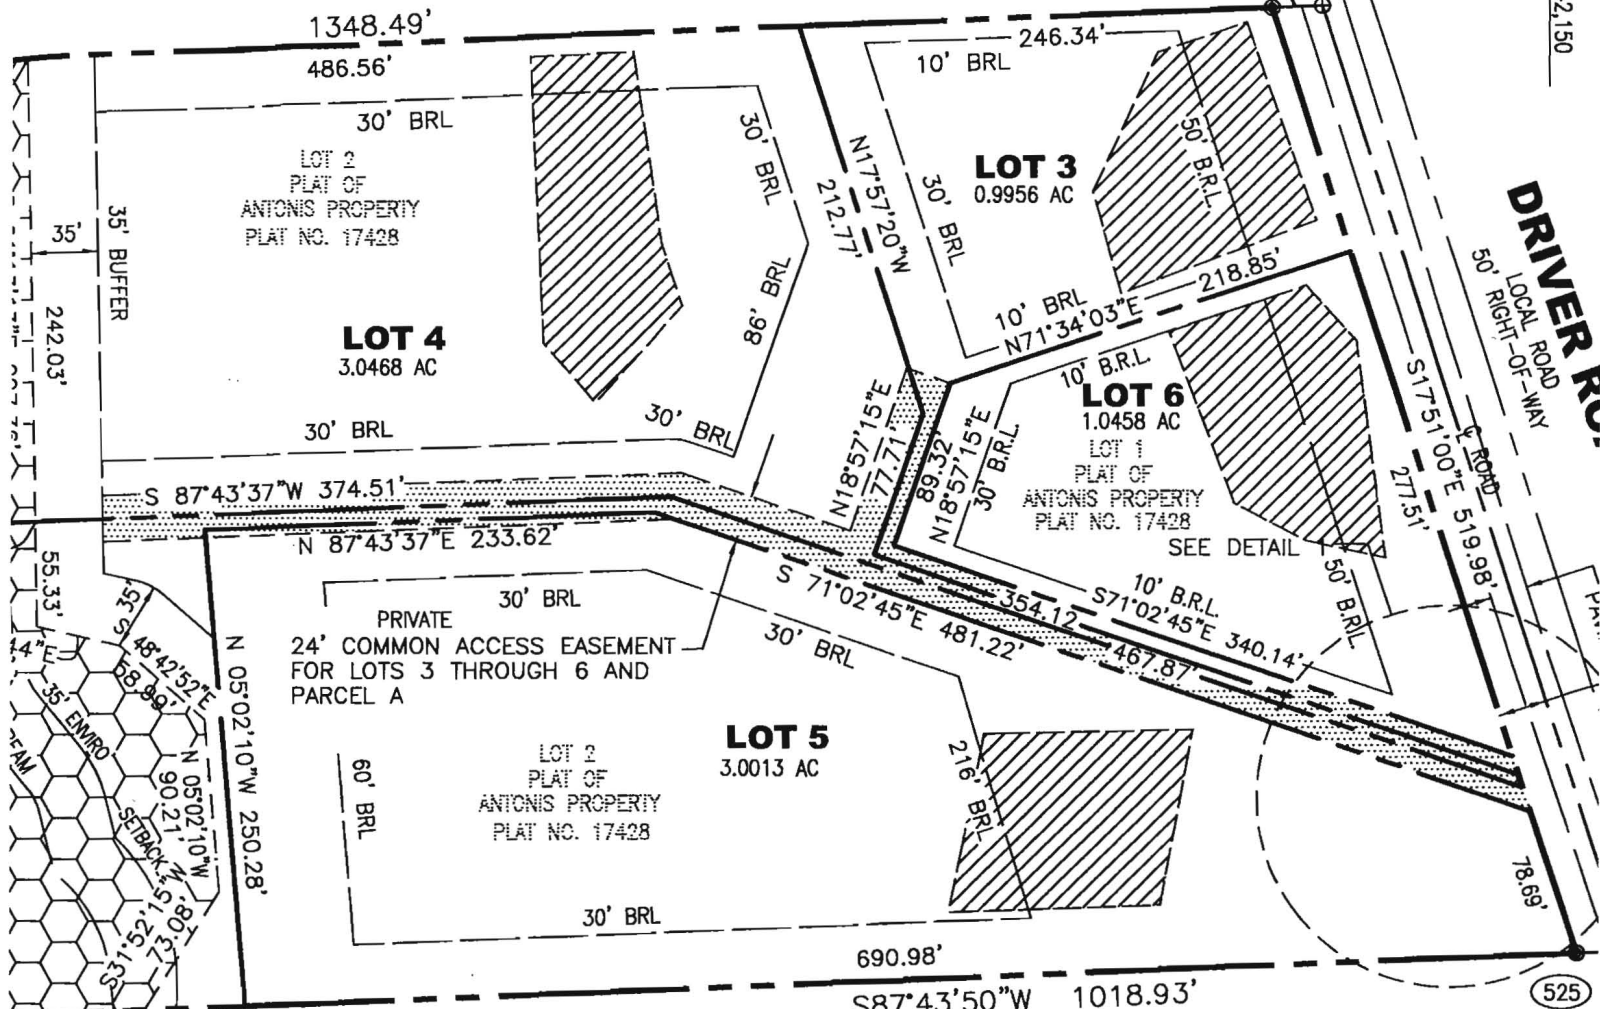 1348.49'
486.56'
246.34'
10' BRL
2,150
30' BRL
30' BRL
50' B.R.L.
LOT 2
PLAT OF
ANTONIS PROPERTY
PLAT NO. 17428
N17°57'20"W
212.77'
LOT 3
0.9956 AC
30' BRL
DRIVER ROA
LOCAL ROAD
50' RIGHT-OF-WAY
35'
35' BUFFER
242.03'
86' BRL
218.85'
10' BRL
N71°34'03"E
LOT 4
3.0468 AC
10' B.R.L.
LOT 6
1.0458 AC
LOT 1
PLAT OF
ANTONIS PROPERTY
PLAT NO. 17428
SEE DETAIL
S17°51'00"E 519.98'
ROAD
277.51'
30' BRL
30' BRL
N18°57'15"E
77.71'
89.32'
N18°57'15"E
30' B.R.L.
S 87°43'37"W 374.51'
N 87°43'37"E 233.62'
50' B.R.L
55.33'
35'
S 48°42'52"E
58.99'
44"E
30' BRL
PRIVATE
24' COMMON ACCESS EASEMENT
FOR LOTS 3 THROUGH 6 AND
PARCEL A
S 71°02'45"E 481.22'
30' BRL
354.12
10' B.R.L.
S71°02'45"E 340.14'
467.87'
N 05°02'10"W 250.28'
35' ENVIRO
SETBACK
EAM
N 05°02'10"W
90.21'
S31°52'15"W
73.08'
60' BRL
LOT 2
PLAT OF
ANTONIS PROPERTY
PLAT NO. 17428
LOT 5
3.0013 AC
216' BRL
30' BRL
78.69'
690.98'
S87°43'50"W 1018.93'
525